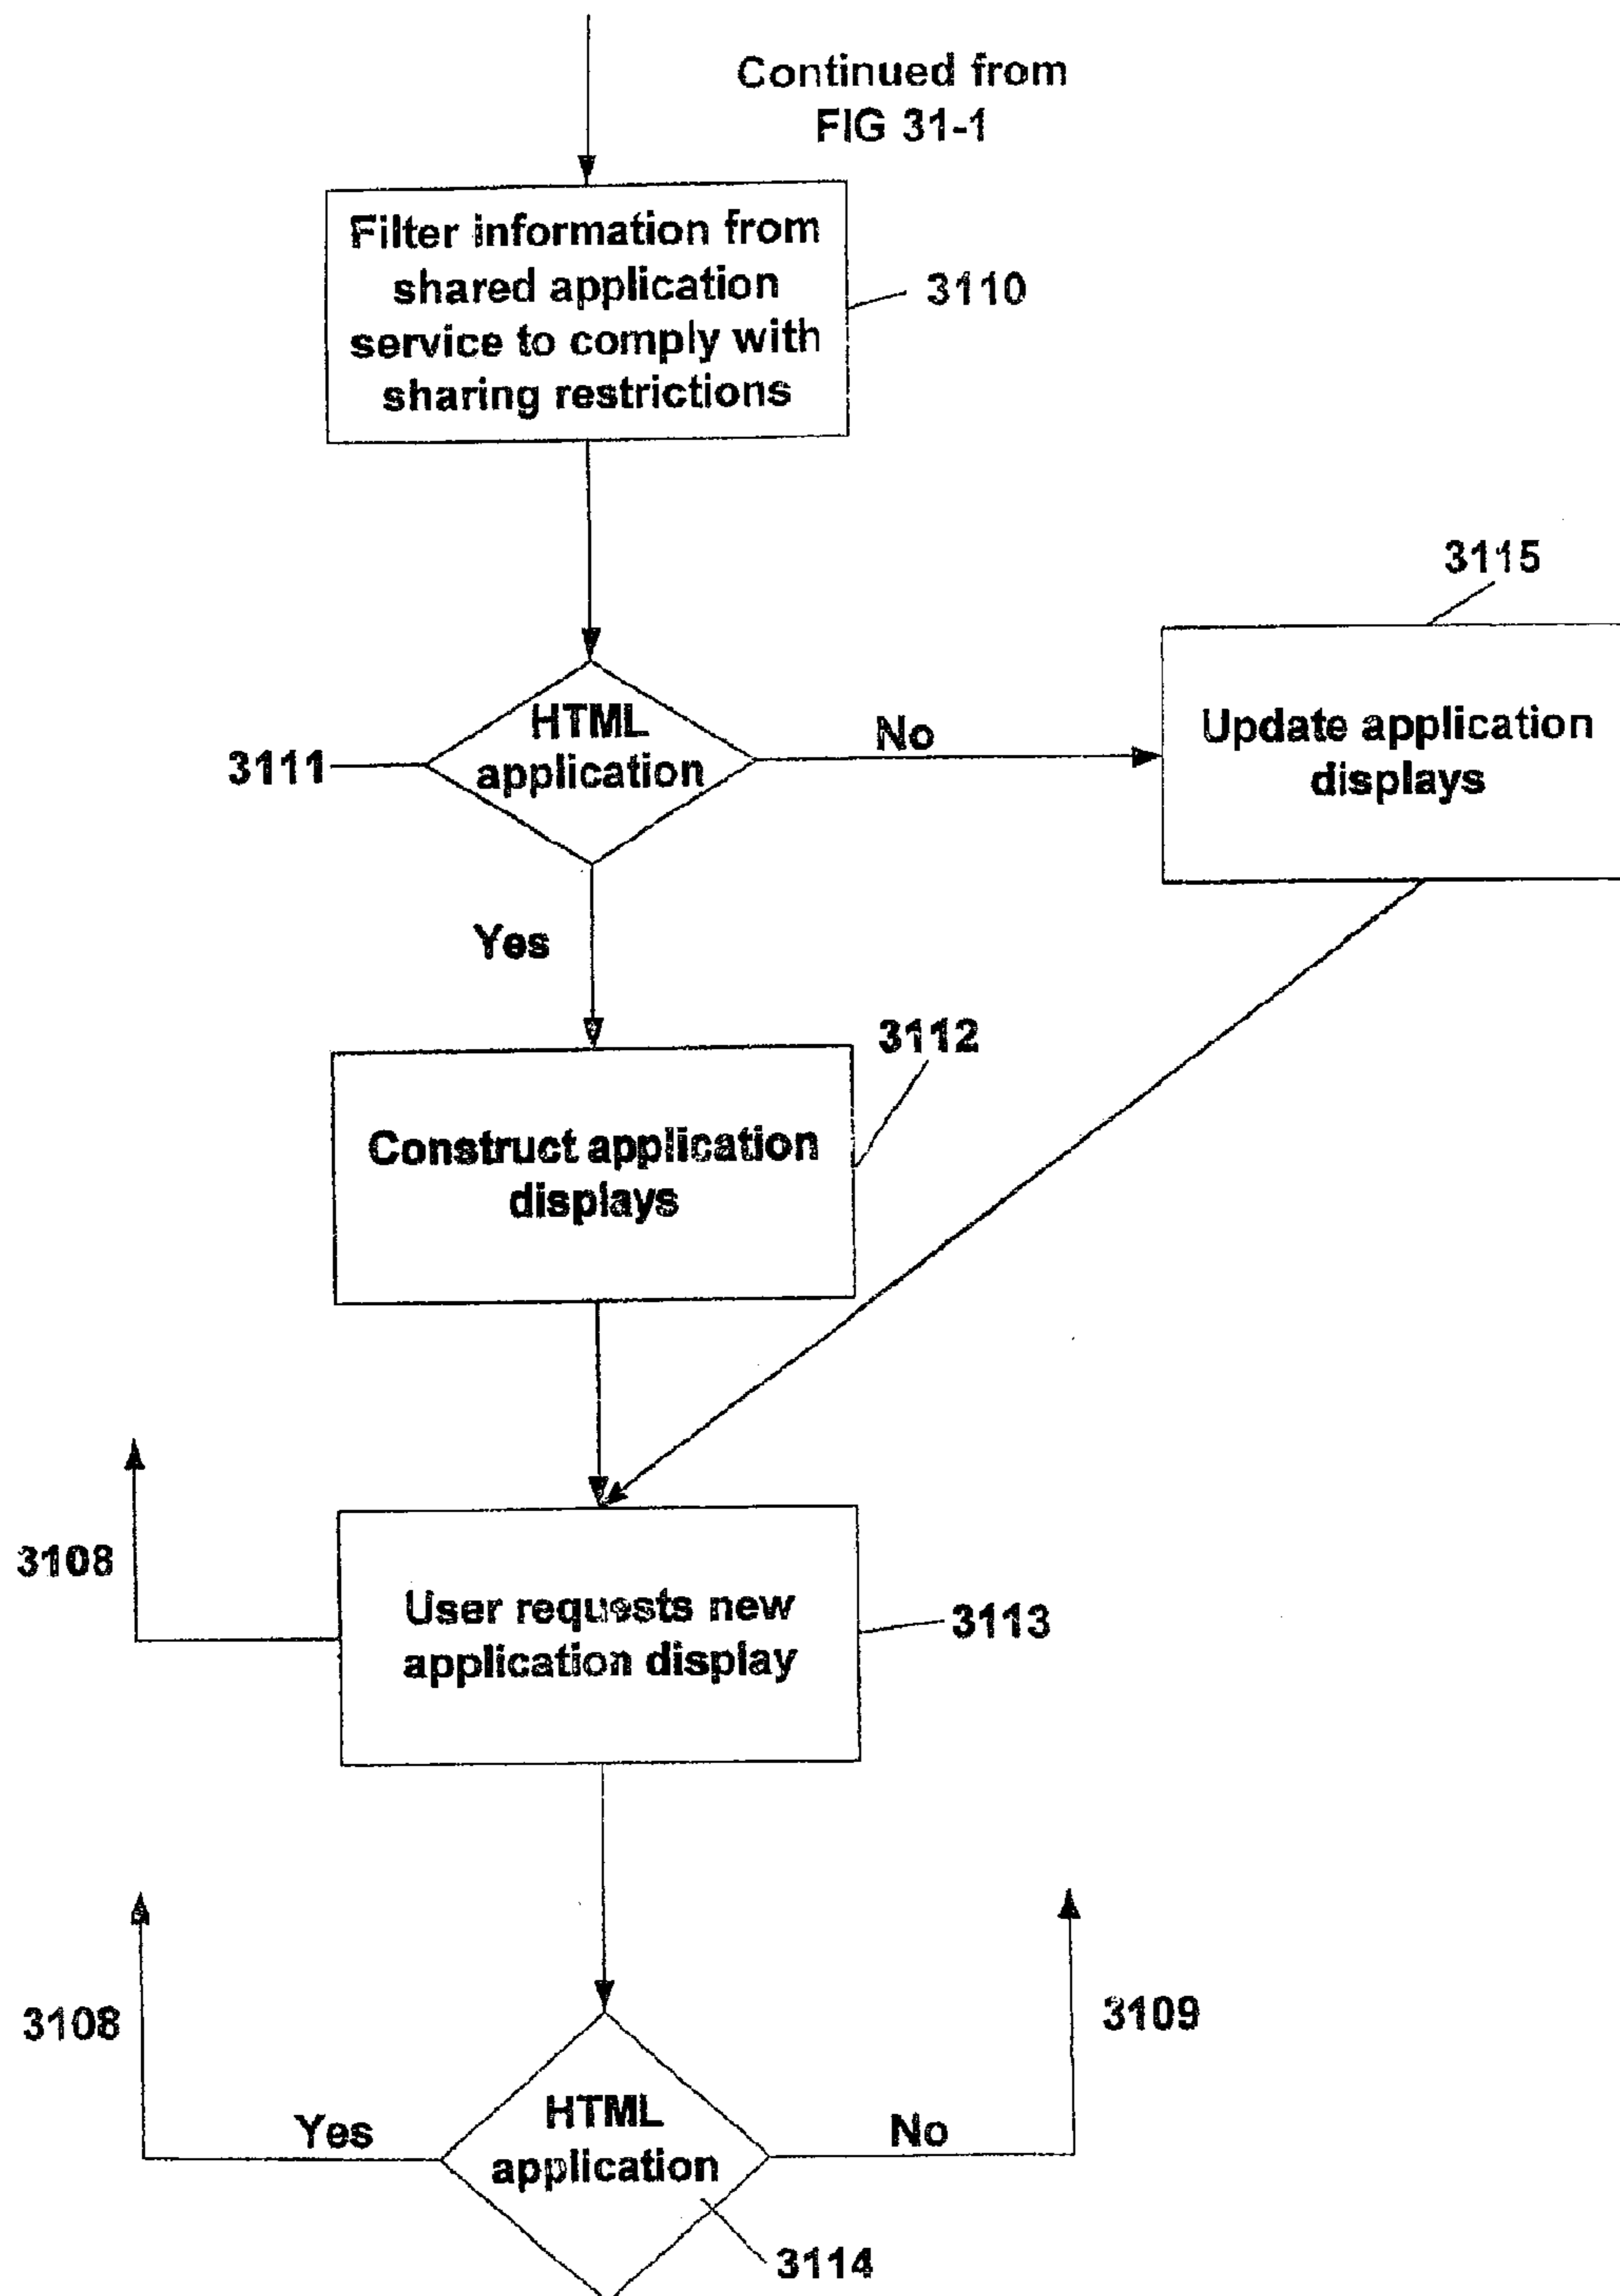 Continued from
FIG 31-1
Filter information from
shared application
service to comply with
sharing restrictions
3110
3115
HTML
application
3111
No
Update application
displays
Yes
3112
Construct application
displays
3108
User requests new
application display
3113
3108
3109
Yes
HTML
application
No
3114